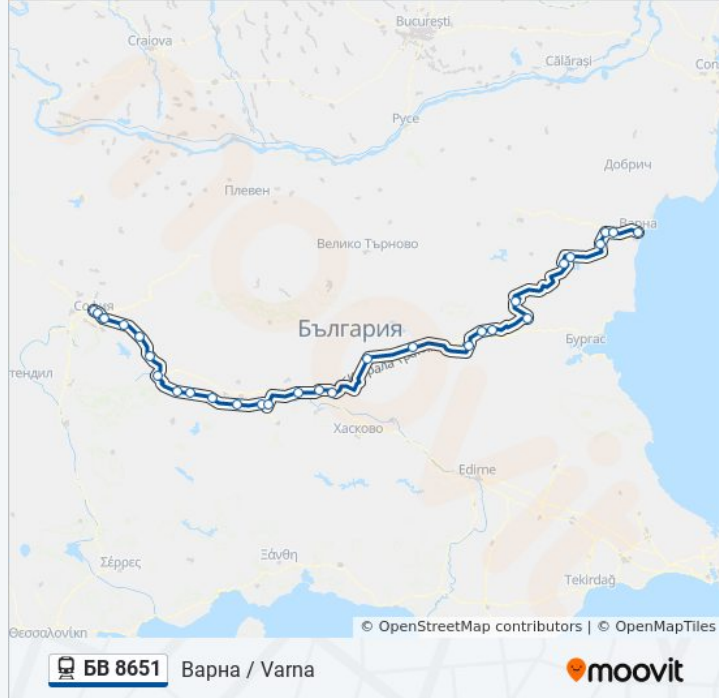 București
Craiova
Călărași
Con
Русе
Добрич
Плевен
Варна
Велико Търново
София
България
Бургас
тендил
Хасково
Edirne
Σέρρες
Ξάνθη
Tekirdağ
Θεσσαλονίκη
© OpenStreetMap contributors | © OpenMapTiles
БВ 8651 Варна / Varna
moovit